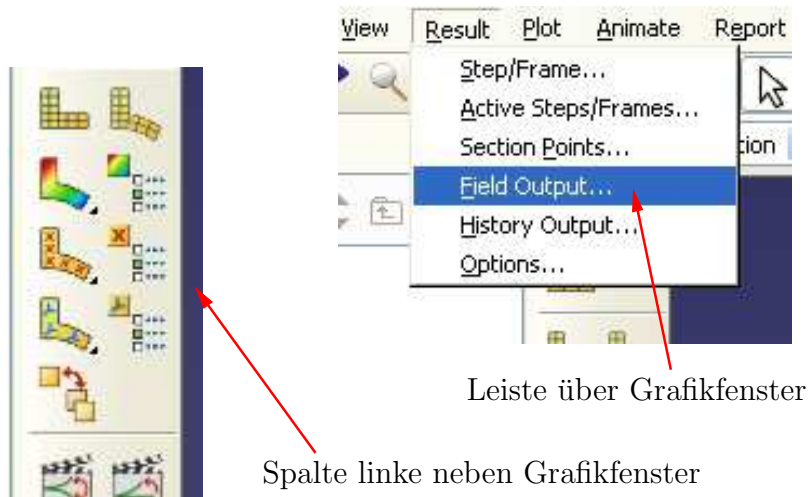 View Result Plot Animate Report
Step/Frame...
Active Steps/Frames...
Section Points...
tion
Field Output...
History Output...
Options...
Leiste über Grafikfenster
Spalte linke neben Grafikfenster